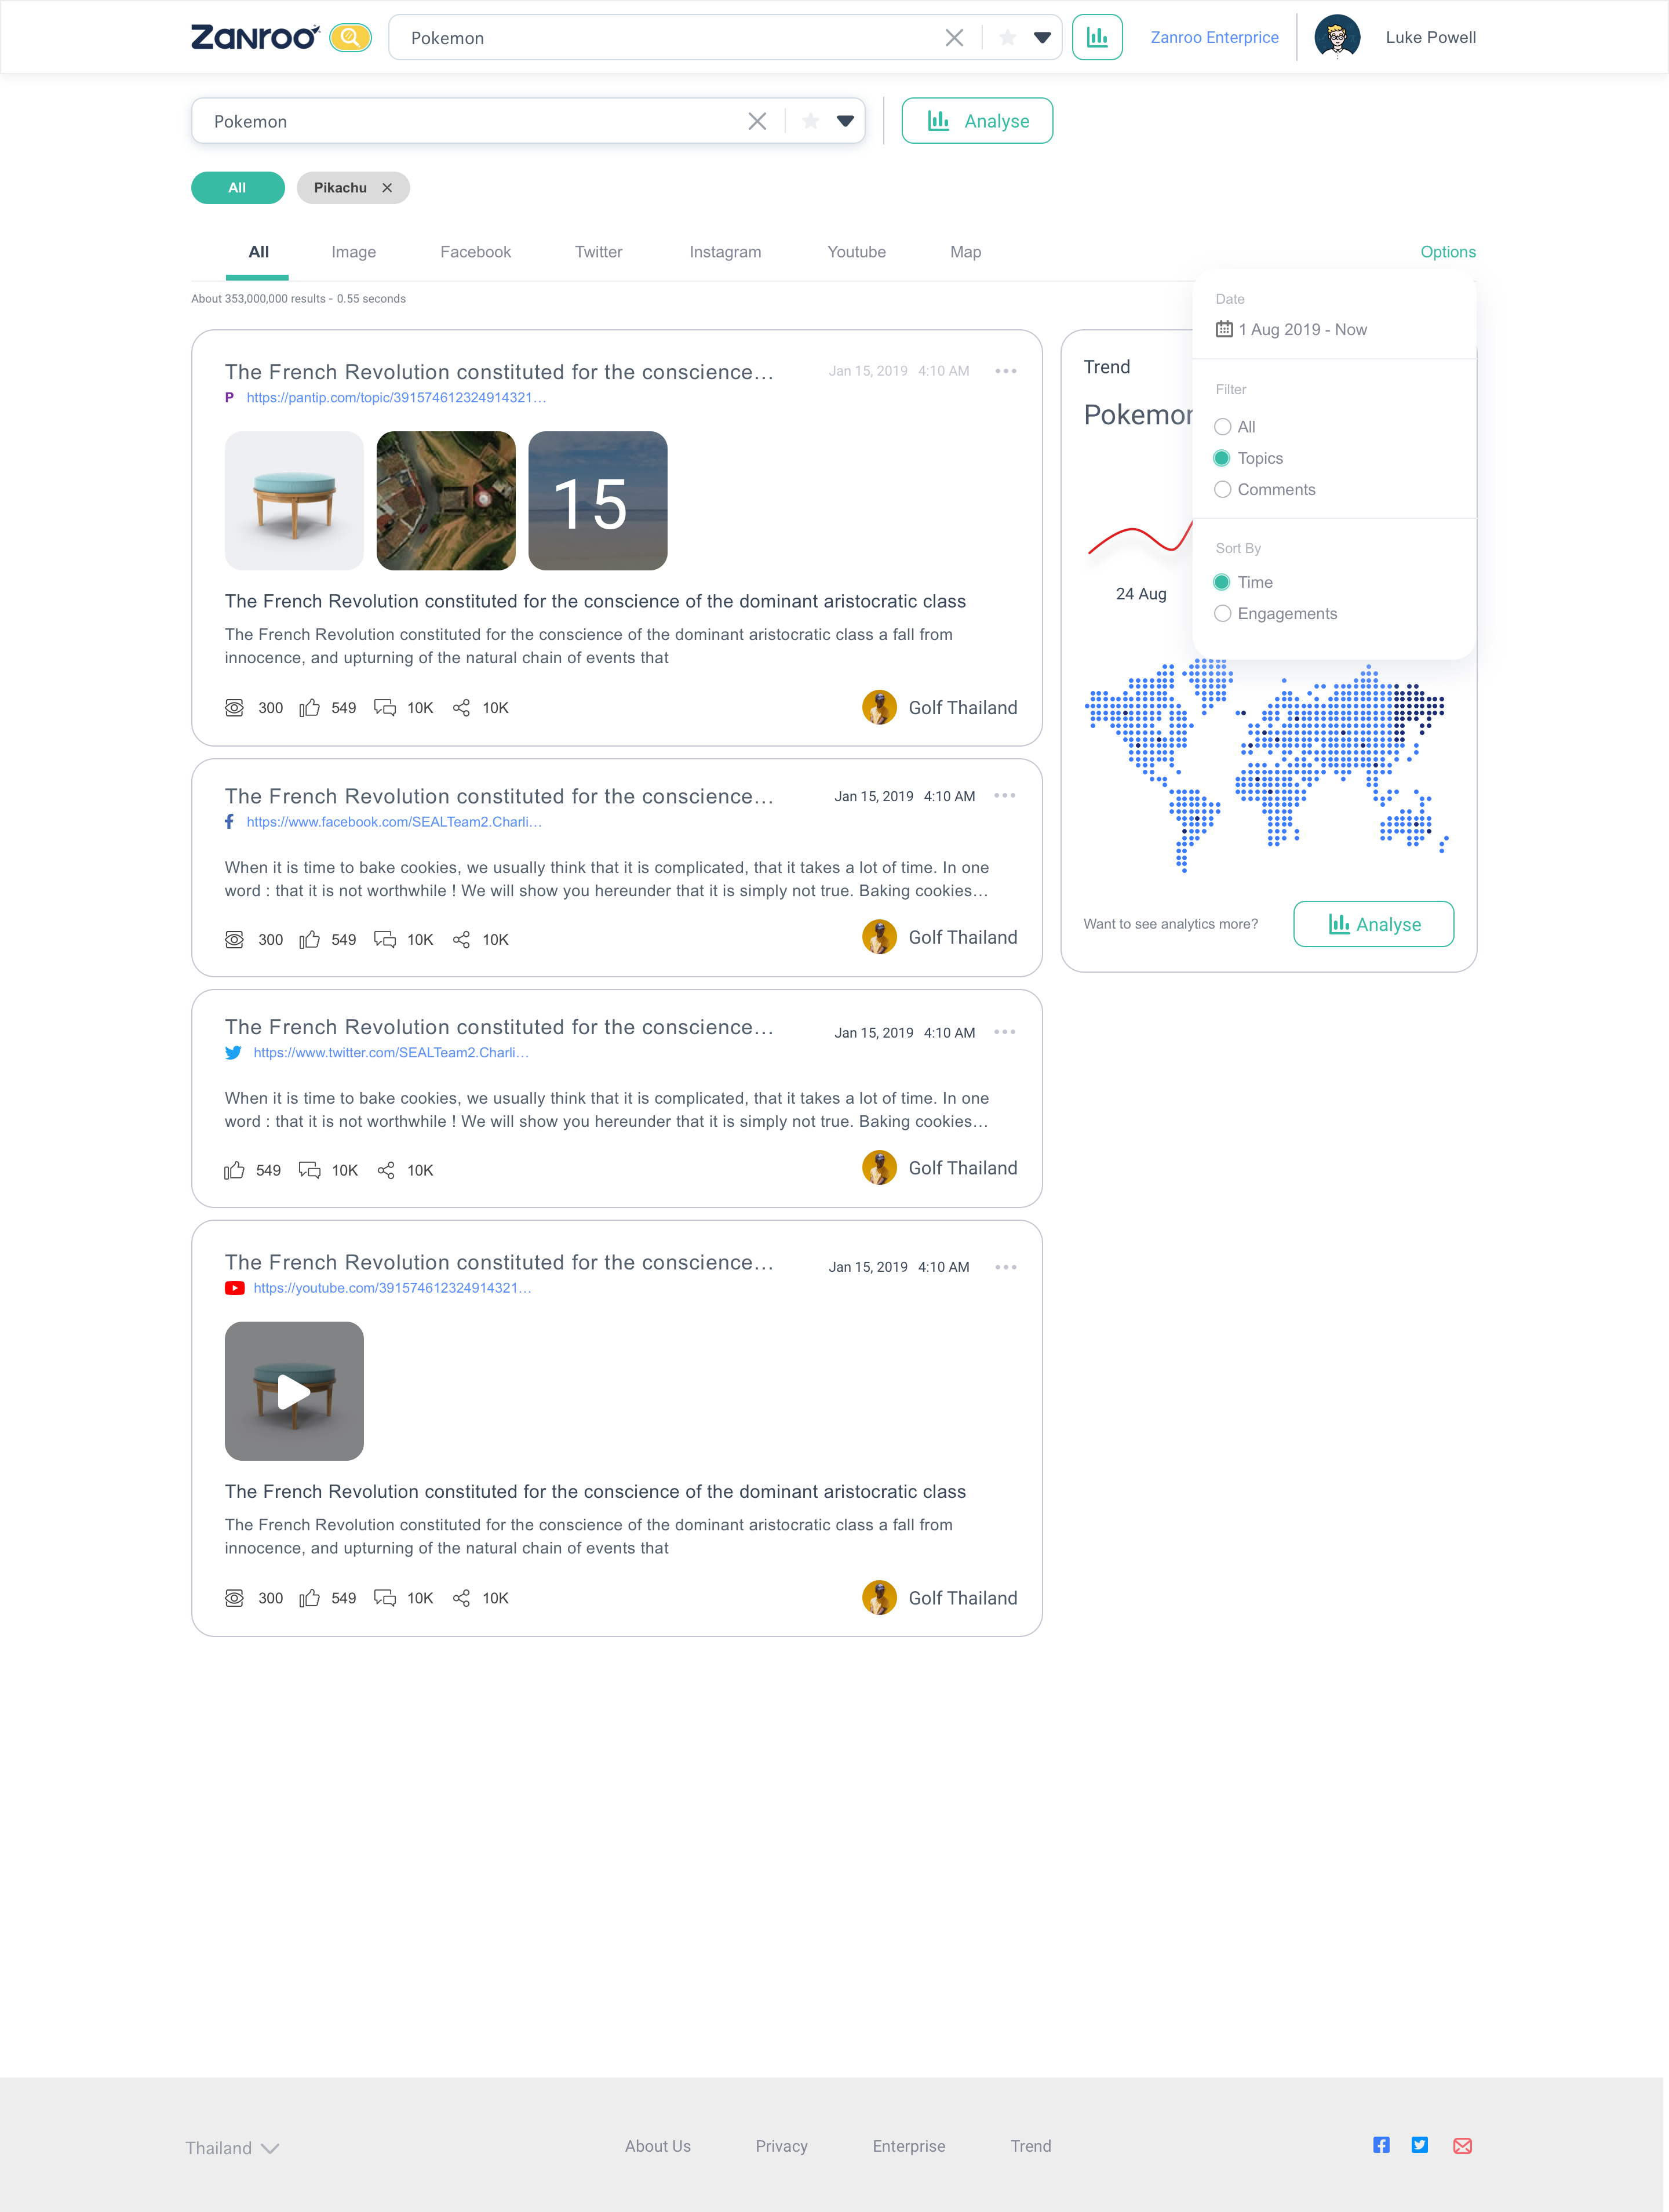 Zanroo
Pokemon
Zanroo Enterprice
Luke Powell
Pokemon
Analyse
All
Pikachu
All
Image
Facebook
Twitter
Instagram
Youtube
Map
Options
About 353,000,000 results - 0.55 seconds
Date
1 Aug 2019 - Now
Filter
All
Topics
Comments
Sort By
Time
Engagements
The French Revolution constituted for the conscience…
Jan 15, 2019 4:10 AM
P https://pantip.com/topic/391574612324914321…
15
The French Revolution constituted for the conscience of the dominant aristocratic class
The French Revolution constituted for the conscience of the dominant aristocratic class a fall from
innocence, and upturning of the natural chain of events that
300 549 10K 10K
Golf Thailand
Trend
Pokemon
24 Aug
Want to see analytics more?
Analyse
The French Revolution constituted for the conscience…
Jan 15, 2019 4:10 AM
https://www.facebook.com/SEALTeam2.Charli…
When it is time to bake cookies, we usually think that it is complicated, that it takes a lot of time. In one
word : that it is not worthwhile ! We will show you hereunder that it is simply not true. Baking cookies…
300 549 10K 10K
Golf Thailand
The French Revolution constituted for the conscience…
Jan 15, 2019 4:10 AM
https://www.twitter.com/SEALTeam2.Charli…
When it is time to bake cookies, we usually think that it is complicated, that it takes a lot of time. In one
word : that it is not worthwhile ! We will show you hereunder that it is simply not true. Baking cookies…
549 10K 10K
Golf Thailand
The French Revolution constituted for the conscience…
Jan 15, 2019 4:10 AM
https://youtube.com/391574612324914321…
The French Revolution constituted for the conscience of the dominant aristocratic class
The French Revolution constituted for the conscience of the dominant aristocratic class a fall from
innocence, and upturning of the natural chain of events that
300 549 10K 10K
Golf Thailand
Thailand
About Us
Privacy
Enterprise
Trend